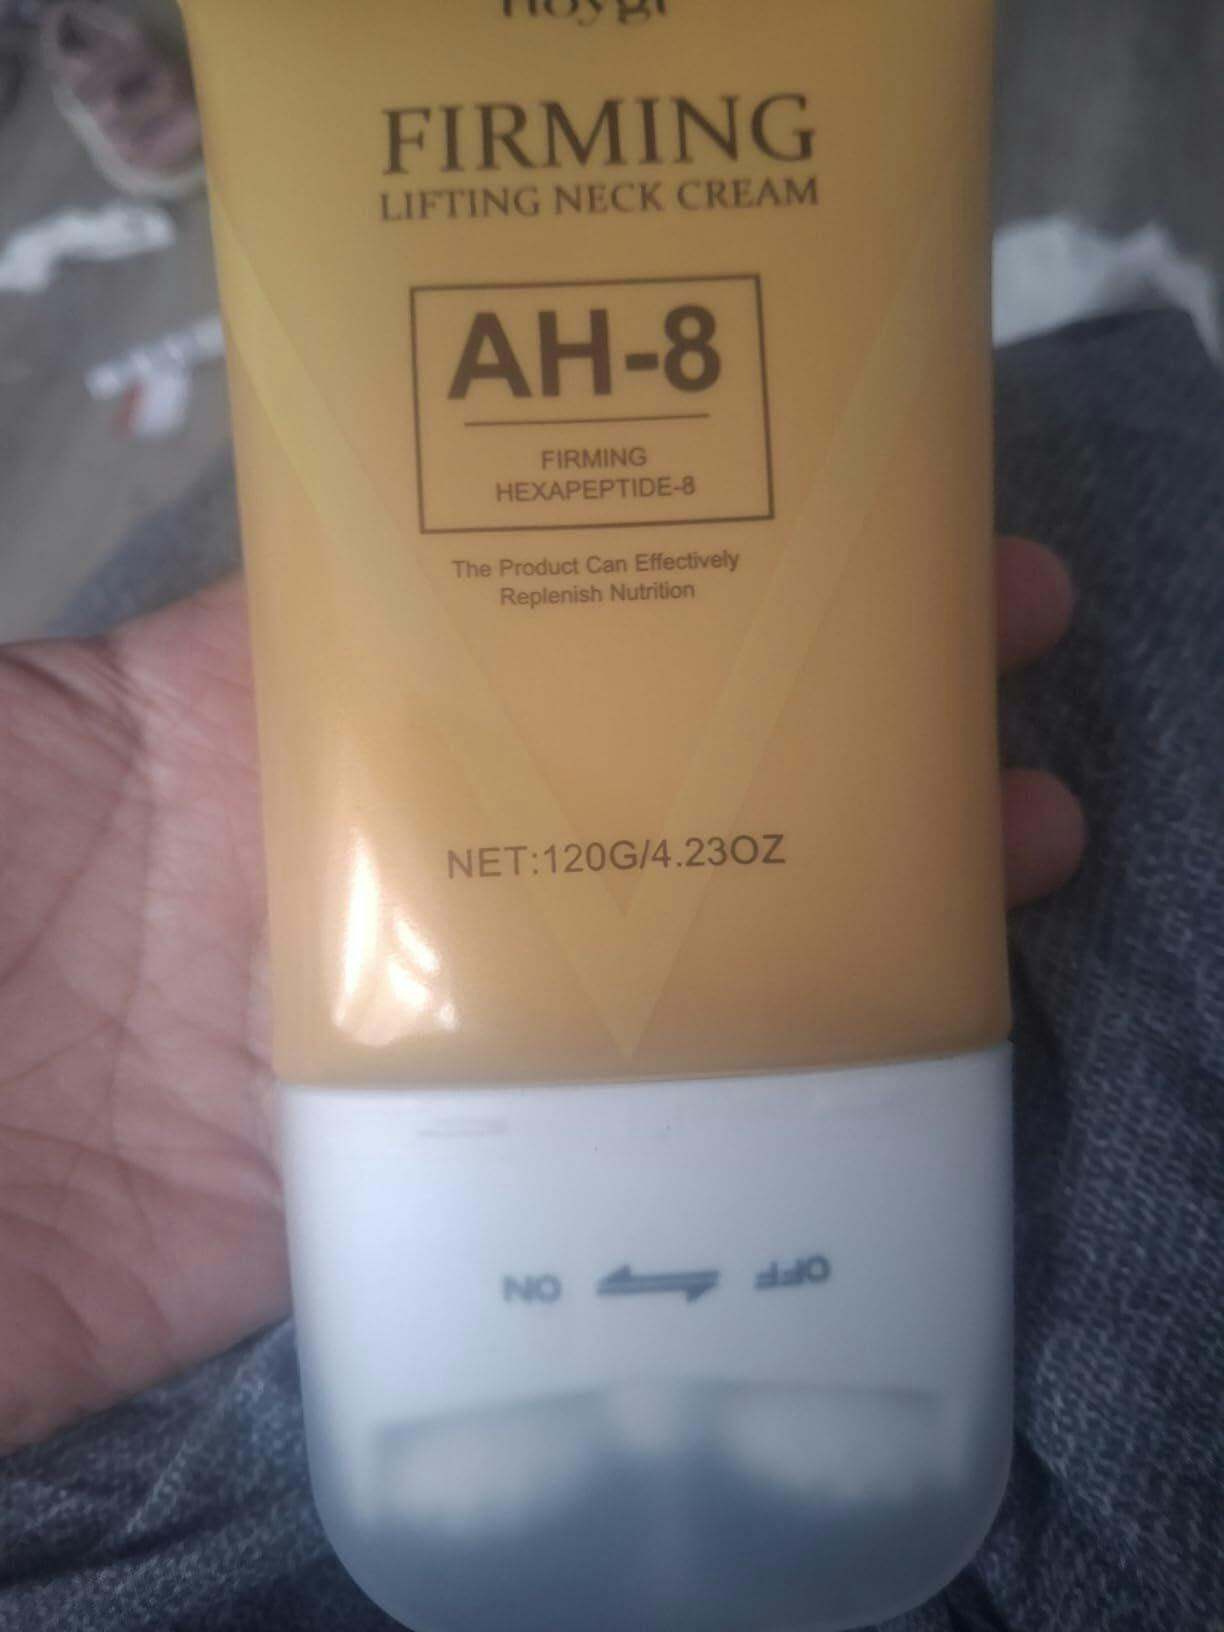 FIRMING
LIFTING NECK CREAM
AH-8
FIRMING
HEXAPEPTIDE-8
The Product Can Effectively
Replenish Nutrition
NET:120G/4.23OZ
ON OFF